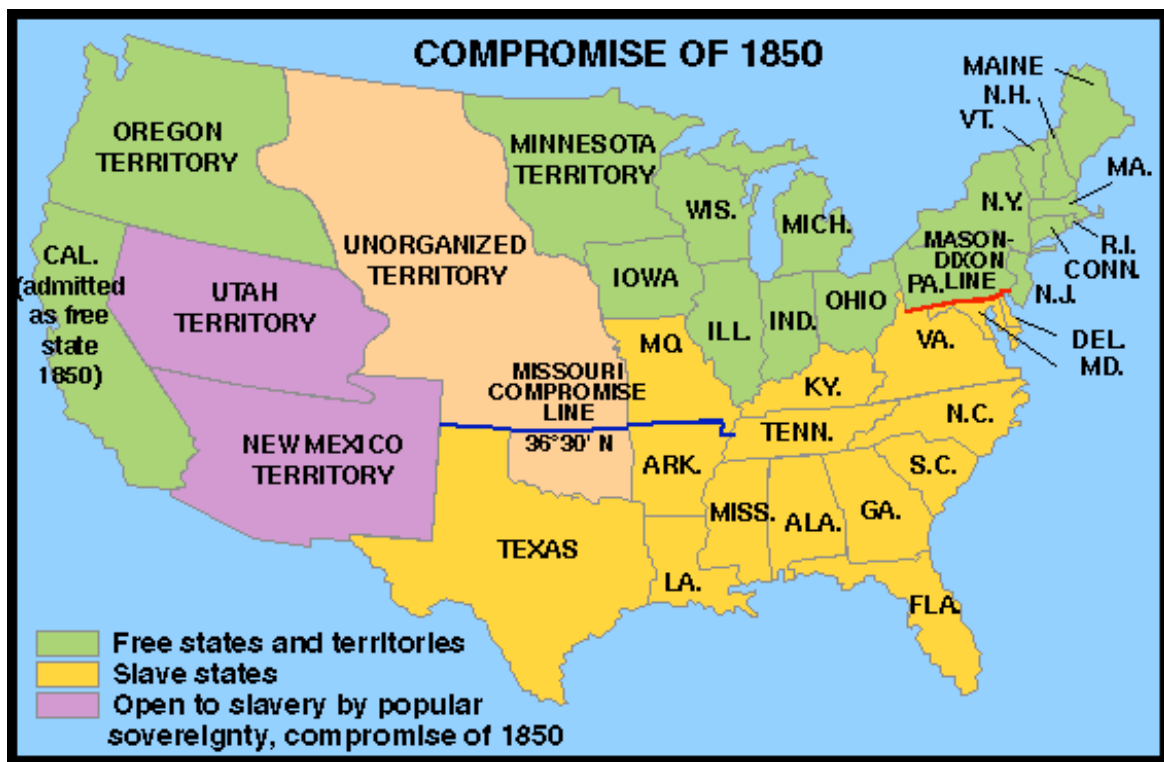 COMPROMISE OF 1850
MAINE
N.H.
VT.
MA.
OREGON
TERRITORY
MINNESOTA
TERRITORY
N.Y.
WIS.
MICH.
R.I.
CONN.
UNORGANIZED
TERRITORY
MASON-
DIXON
LINE
PA.
N.J.
CAL.
(admitted
as free
state
1850)
UTAH
TERRITORY
IOWA
OHIO
ILL.
IND.
DEL.
MD.
MO.
VA.
MISSOURI
COMPROMISE
LINE
KY.
36°30' N
NEW MEXICO
TERRITORY
TENN.
N.C.
ARK.
S.C.
MISS.
ALA.
GA.
TEXAS
LA.
FLA.
Free states and territories
Slave states
Open to slavery by popular
sovereignty, compromise of 1850